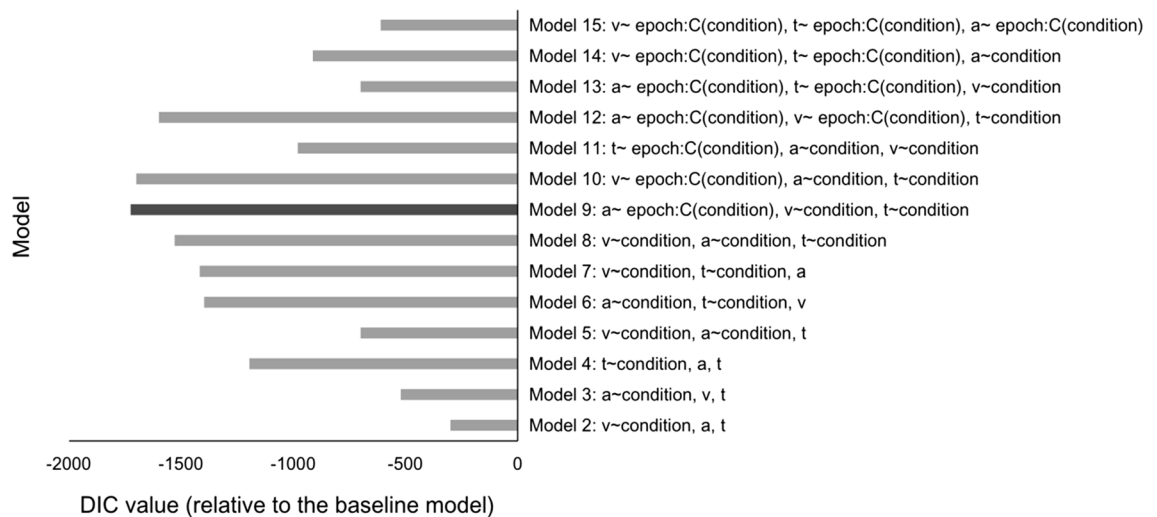 Model 15: v~ epoch:C(condition), t~ epoch:C(condition), a~ epoch:C(condition)
Model 14: v~ epoch:C(condition), t~ epoch:C(condition), a~condition
Model 13: a~ epoch:C(condition), t~ epoch:C(condition), v~condition
Model 12: a~ epoch:C(condition), v~ epoch:C(condition), t~condition
Model 11: t~ epoch:C(condition), a~condition, v~condition
Model 10: v~ epoch:C(condition), a~condition, t~condition
Model 9: a~ epoch:C(condition), v~condition, t~condition
Model 8: v~condition, a~condition, t~condition
Model 7: v~condition, t~condition, a
Model 6: a~condition, t~condition, v
Model 5: v~condition, a~condition, t
Model 4: t~condition, a, t
Model 3: a~condition, v, t
Model 2: v~condition, a, t
Model
-2000 -1500 -1000 -500 0
DIC value (relative to the baseline model)